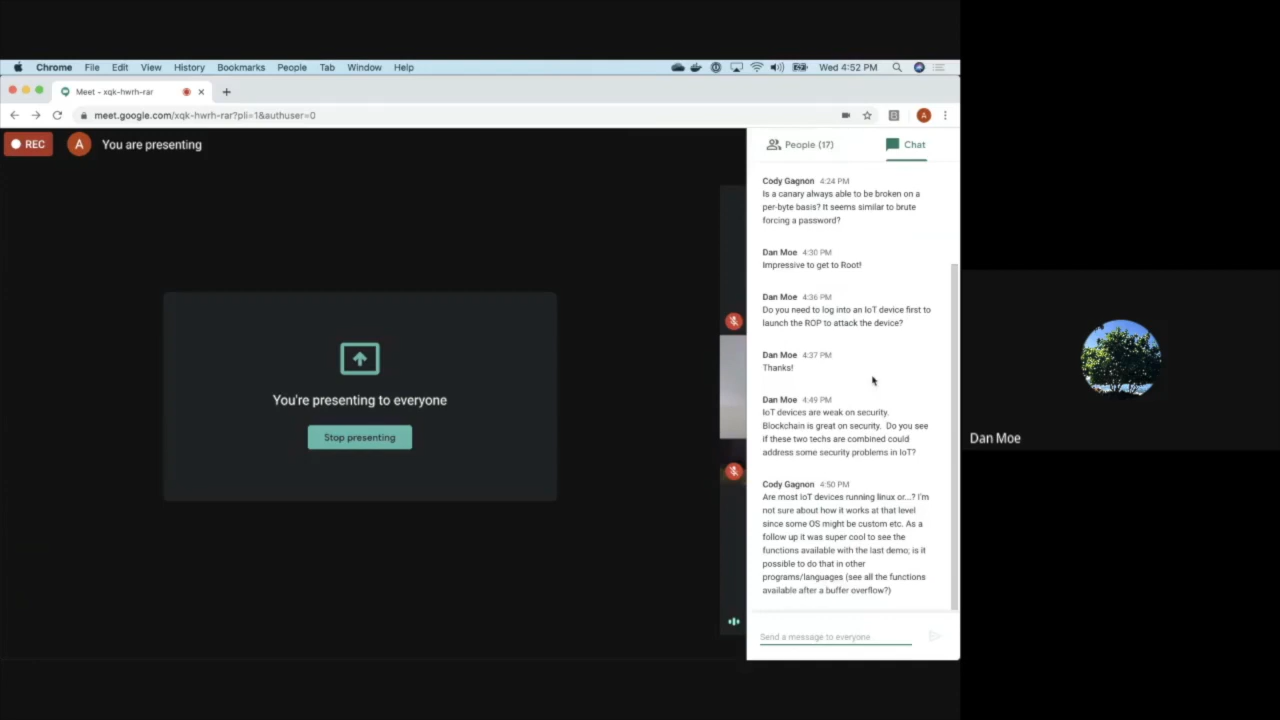 Chrome File Edit View History Bookmarks People Tab Window Help Wed 4:52 PM
Meet - xqk-hwrh-rar
meet.google.com/xqk-hwrh-rar?pli=1&authuser=0
REC A You are presenting
People (17) Chat
Cody Gagnon 4:24 PM
Is a canary always able to be broken on a
per-byte basis? It seems similar to brute
forcing a password?
Dan Moe 4:30 PM
Impressive to get to Root!
Dan Moe 4:36 PM
Do you need to log into an IoT device first to
launch the ROP to attack the device?
Dan Moe 4:37 PM
Thanks!
Dan Moe 4:49 PM
IoT devices are weak on security.
Blockchain is great on security. Do you see
if these two techs are combined could
address some security problems in IoT?
Cody Gagnon 4:50 PM
Are most IoT devices running linux or...? I'm
not sure about how it works at that level
since some OS might be custom etc. As a
follow up it was super cool to see the
functions available with the last demo; is it
possible to do that in other
programs/languages (see all the functions
available after a buffer overflow?)
Send a message to everyone
You're presenting to everyone
Stop presenting
Dan Moe